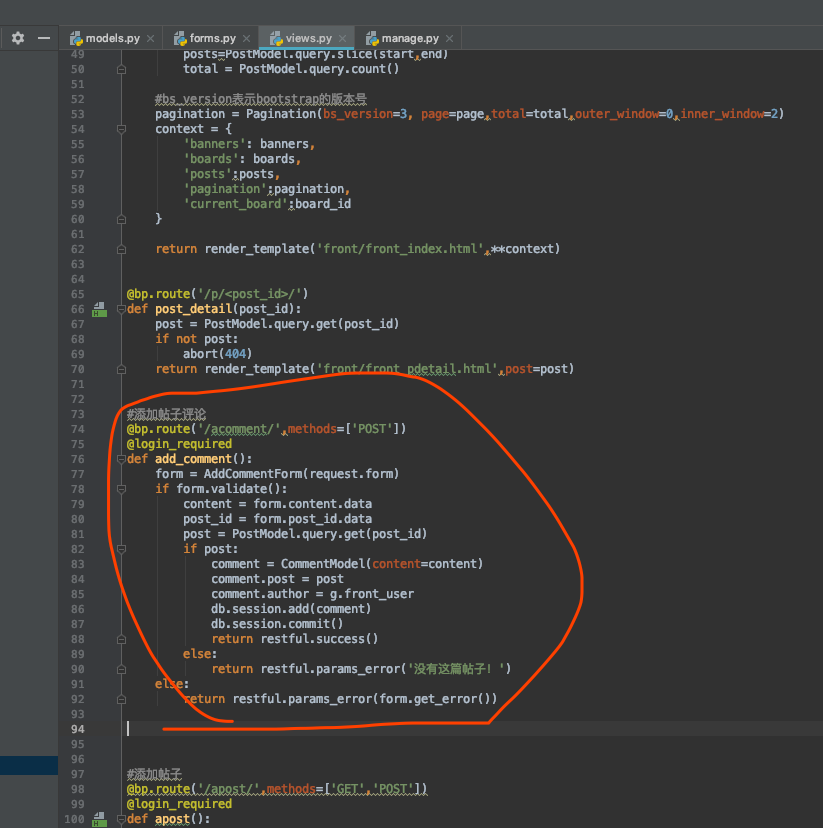 models.py
forms.py
views.py
manage.py
49 posts=PostModel.query.slice(start,end)
50 total = PostModel.query.count()
51
52 #bs_version表示bootstrap的版本号
53 pagination = Pagination(bs_version=3, page=page,total=total,outer_window=0,inner_window=2)
54 context = {
55 'banners': banners,
56 'boards': boards,
57 'posts':posts,
58 'pagination':pagination,
59 'current_board':board_id
60 }
61
62 return render_template('front/front_index.html',**context)
63
64
65 @bp.route('/p/<post_id>/')
66 def post_detail(post_id):
67 post = PostModel.query.get(post_id)
68 if not post:
69 abort(404)
70 return render_template('front/front_pdetail.html',post=post)
71
72
73 #添加帖子评论
74 @bp.route('/acomment/',methods=['POST'])
75 @login_required
76 def add_comment():
77 form = AddCommentForm(request.form)
78 if form.validate():
79 content = form.content.data
80 post_id = form.post_id.data
81 post = PostModel.query.get(post_id)
82 if post:
83 comment = CommentModel(content=content)
84 comment.post = post
85 comment.author = g.front_user
86 db.session.add(comment)
87 db.session.commit()
88 return restful.success()
89 else:
90 return restful.params_error('没有这篇帖子！')
91 else:
92 return restful.params_error(form.get_error())
93
94
95
96
97 #添加帖子
98 @bp.route('/apost/',methods=['GET','POST'])
99 @login_required
100 def apost():